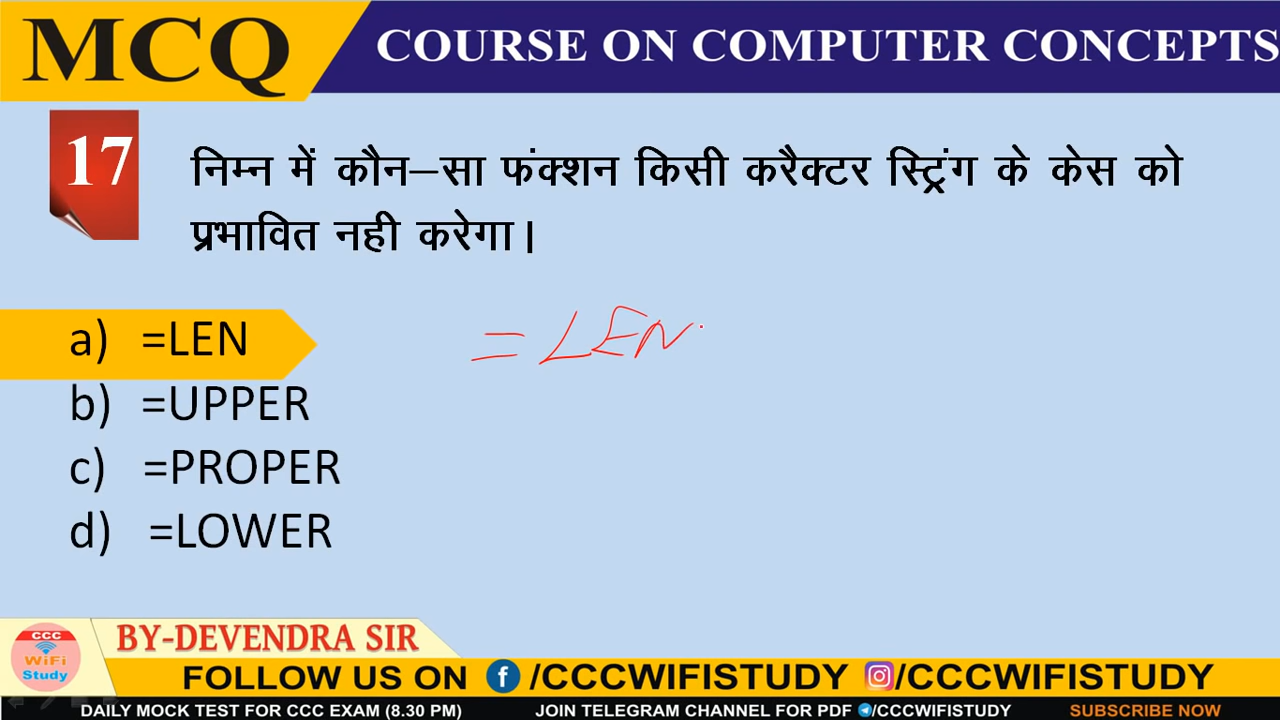 MCQ
COURSE ON COMPUTER CONCEPTS
17
निम्न में कौन–सा फंक्शन किसी करैक्टर स्ट्रिंग के केस को
प्रभावित नही करेगा।
a) =LEN
= LEN
b) =UPPER
c) =PROPER
d) =LOWER
CCC
WiFi
Study
BY-DEVENDRA SIR
FOLLOW US ON /CCCWIFISTUDY /CCCWIFISTUDY
DAILY MOCK TEST FOR CCC EXAM (8.30 PM) JOIN TELEGRAM CHANNEL FOR PDF /CCCWIFISTUDY SUBSCRIBE NOW